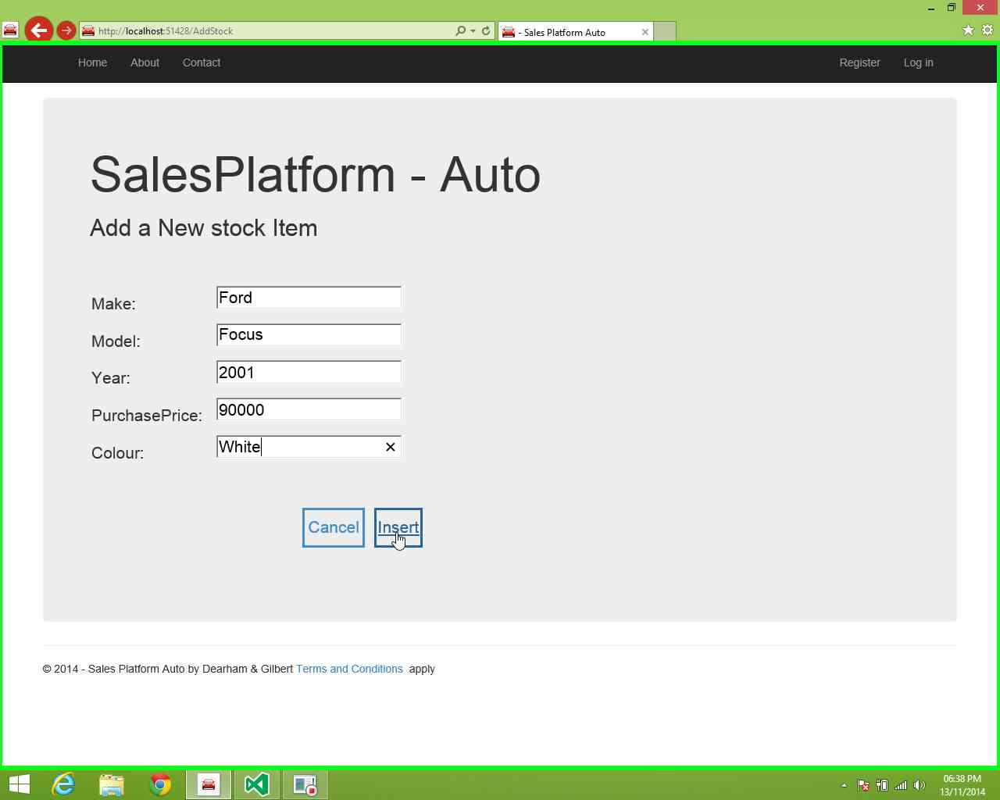 http://localhost:51428/AddStock
- Sales Platform Auto
Home About Contact Register Log in
SalesPlatform - Auto
Add a New stock Item
Make: Ford
Model: Focus
Year: 2001
PurchasePrice: 90000
Colour: White
Cancel Insert
© 2014 - Sales Platform Auto by Dearham & Gilbert Terms and Conditions apply
06:38 PM
13/11/2014